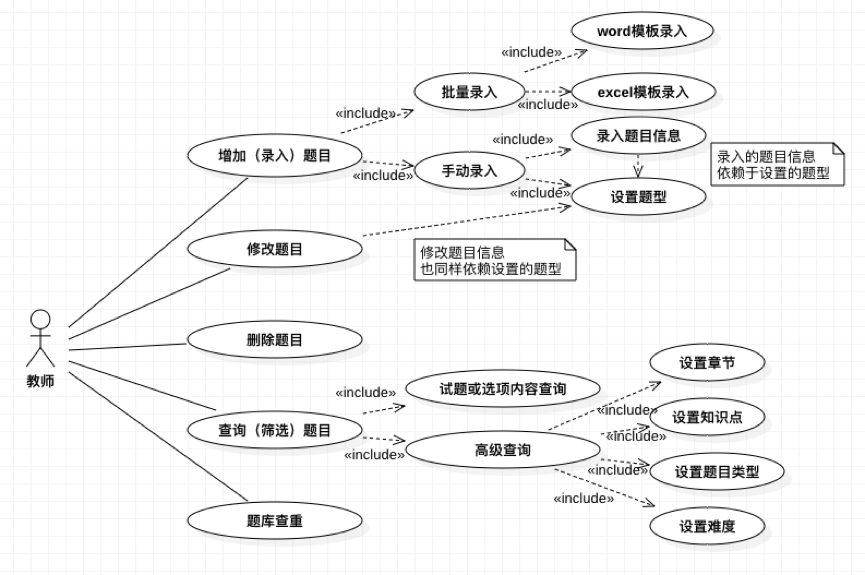 word模板录入
«include»
批量录入
excel模板录入
«include»
«include»
增加（录入）题目
«include»
手动录入
«include»
录入题目信息
«include»
设置题型
录入的题目信息
依赖于设置的题型
修改题目
修改题目信息
也同样依赖设置的题型
教师
删除题目
查询（筛选）题目
«include»
试题或选项内容查询
«include»
高级查询
«include»
设置章节
«include»
设置知识点
«include»
设置题目类型
«include»
设置难度
题库查重